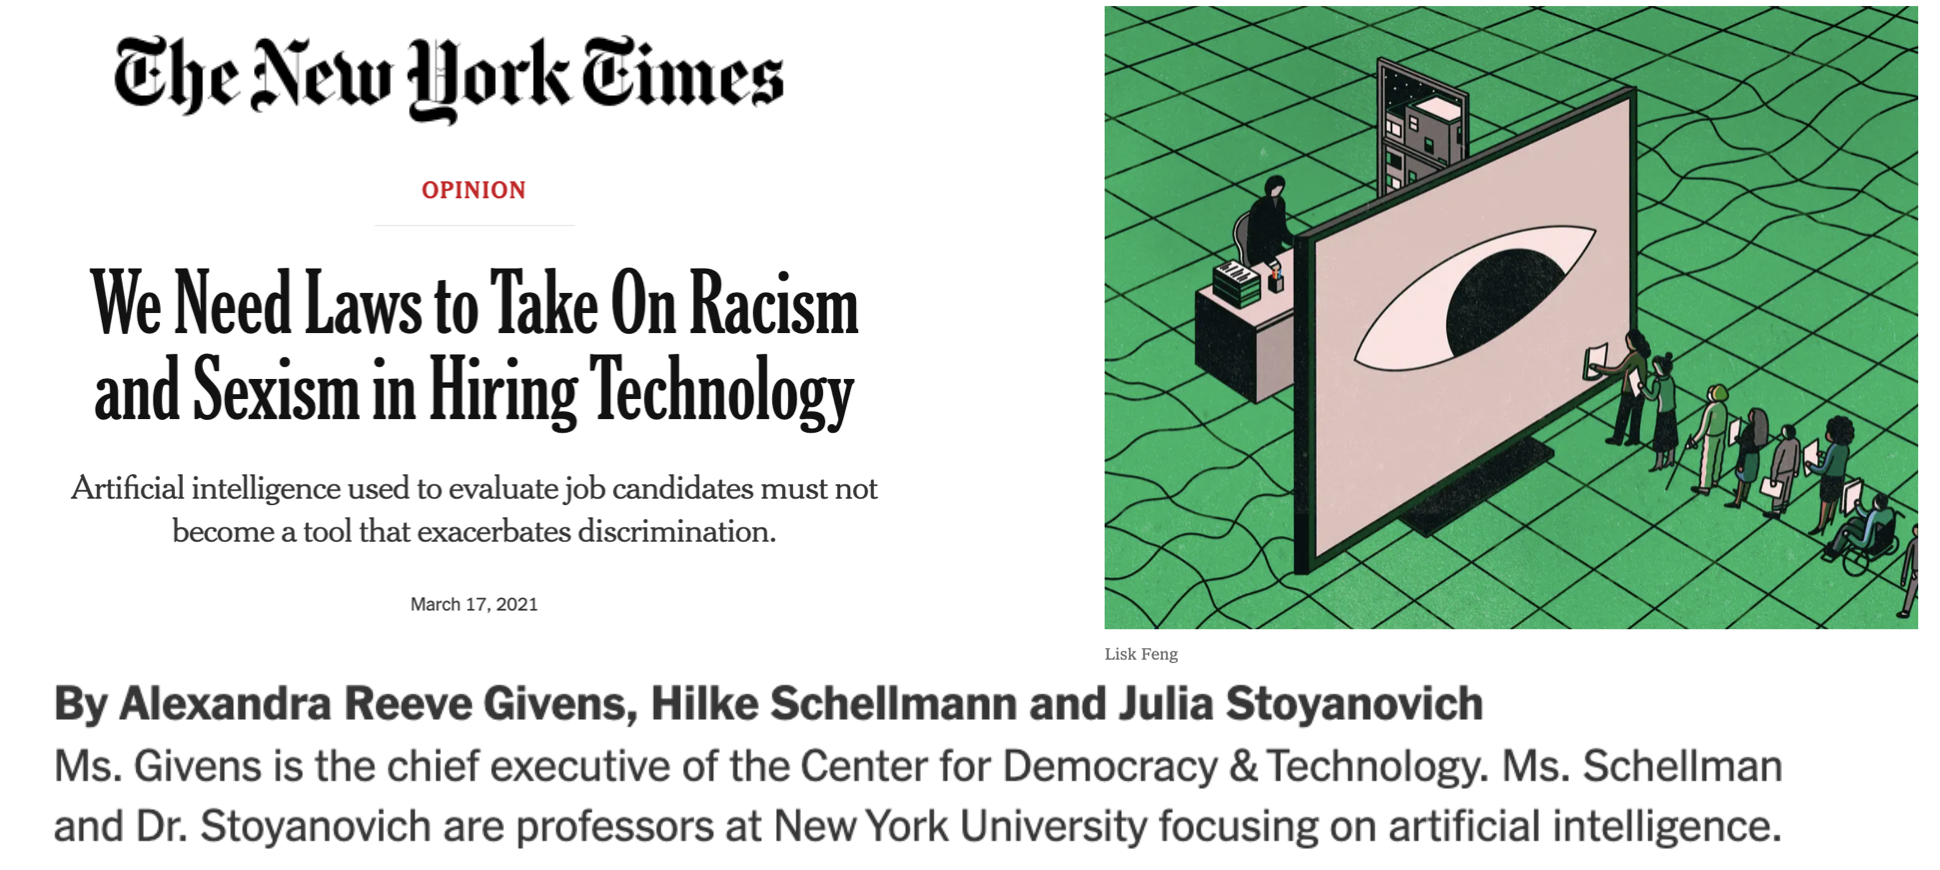 The New York Times
OPINION
We Need Laws to Take On Racism
and Sexism in Hiring Technology
Artificial intelligence used to evaluate job candidates must not
become a tool that exacerbates discrimination.
March 17, 2021
Lisk Feng
By Alexandra Reeve Givens, Hilke Schellmann and Julia Stoyanovich
Ms. Givens is the chief executive of the Center for Democracy & Technology. Ms. Schellman
and Dr. Stoyanovich are professors at New York University focusing on artificial intelligence.